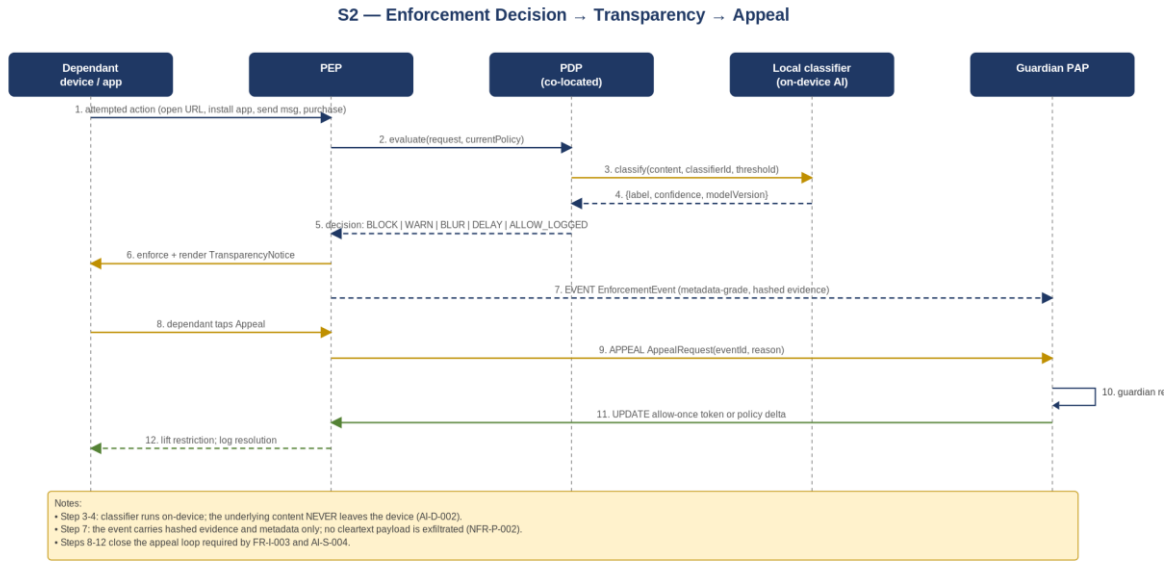 S2 — Enforcement Decision → Transparency → Appeal
Dependant
device / app
PEP
PDP
(co-located)
Local classifier
(on-device AI)
Guardian PAP
1. attempted action (open URL, install app, send msg, purchase)
2. evaluate(request, currentPolicy)
3. classify(content, classifierId, threshold)
4. {label, confidence, modelVersion}
5. decision: BLOCK | WARN | BLUR | DELAY | ALLOW_LOGGED
6. enforce + render TransparencyNotice
7. EVENT EnforcementEvent (metadata-grade, hashed evidence)
8. dependant taps Appeal
9. APPEAL AppealRequest(eventId, reason)
10. guardian re
11. UPDATE allow-once token or policy delta
12. lift restriction; log resolution
Notes:
• Step 3-4: classifier runs on-device; the underlying content NEVER leaves the device (AI-D-002).
• Step 7: the event carries hashed evidence and metadata only; no cleartext payload is exfiltrated (NFR-P-002).
• Steps 8-12 close the appeal loop required by FR-I-003 and AI-S-004.